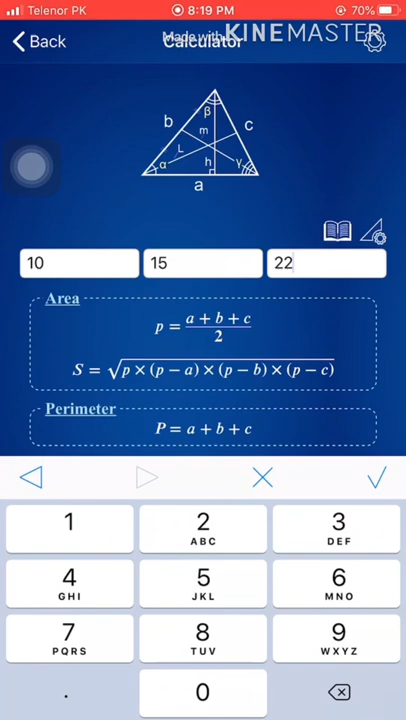 Telenor PK 8:19 PM 70%
Back Calculator
Made with KINEMASTER
β
b c
m
L
α h γ
a
10 15 22
Area
p = a + b + c / 2
S = √p × (p − a) × (p − b) × (p − c)
Perimeter
P = a + b + c
1 2 3
ABC DEF
4 5 6
GHI JKL MNO
7 8 9
PQRS TUV WXYZ
. 0